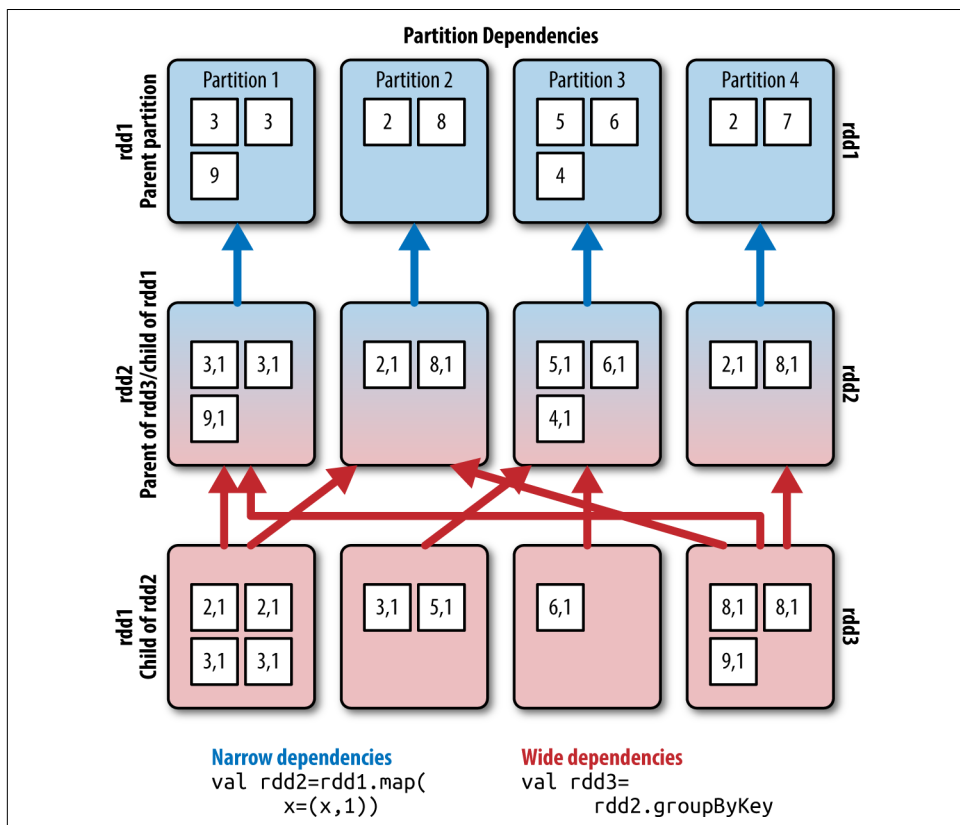 Partition Dependencies
rdd1
Parent partition
Partition 1
3 3
9
Partition 2
2 8
Partition 3
5 6
4
Partition 4
2 7
rdd1
rdd2
Parent of rdd3/child of rdd1
3,1 3,1
9,1
2,1 8,1
5,1 6,1
4,1
2,1 8,1
rdd2
rdd1
Child of rdd2
2,1 2,1
3,1 3,1
3,1 5,1
6,1
8,1 8,1
9,1
rdd3
Narrow dependencies
val rdd2=rdd1.map(
x=(x,1))
Wide dependencies
val rdd3=
rdd2.groupByKey